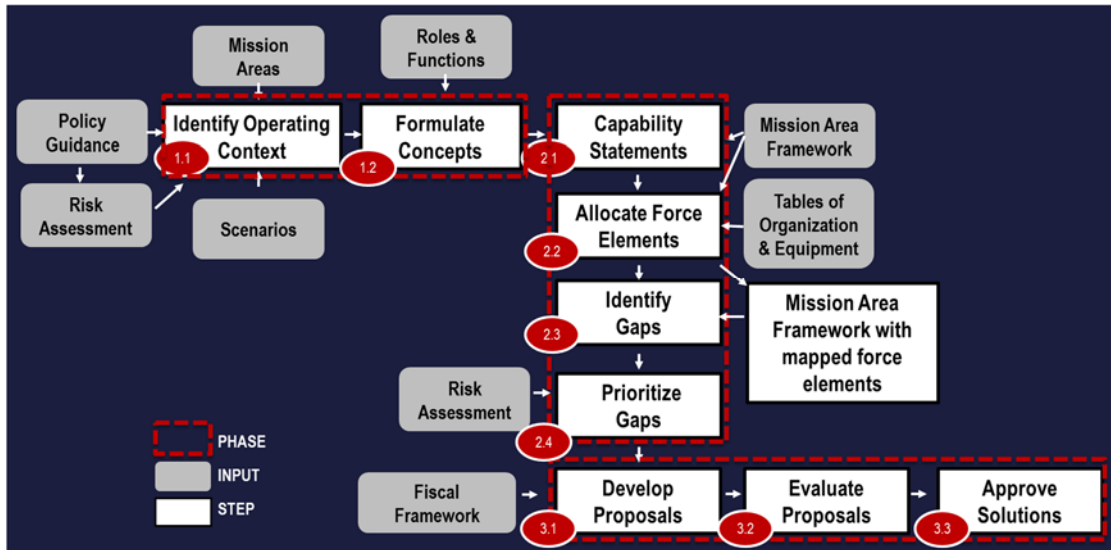 Mission
Areas
Roles &
Functions
Policy
Guidance
Identify Operating
Context
1.1
Formulate
Concepts
1.2
Capability
Statements
2.1
Mission Area
Framework
Risk
Assessment
Scenarios
Allocate Force
Elements
2.2
Tables of
Organization
& Equipment
Identify
Gaps
2.3
Mission Area
Framework with
mapped force
elements
Risk
Assessment
Prioritize
Gaps
2.4
PHASE
INPUT
STEP
Fiscal
Framework
Develop
Proposals
3.1
Evaluate
Proposals
3.2
Approve
Solutions
3.3